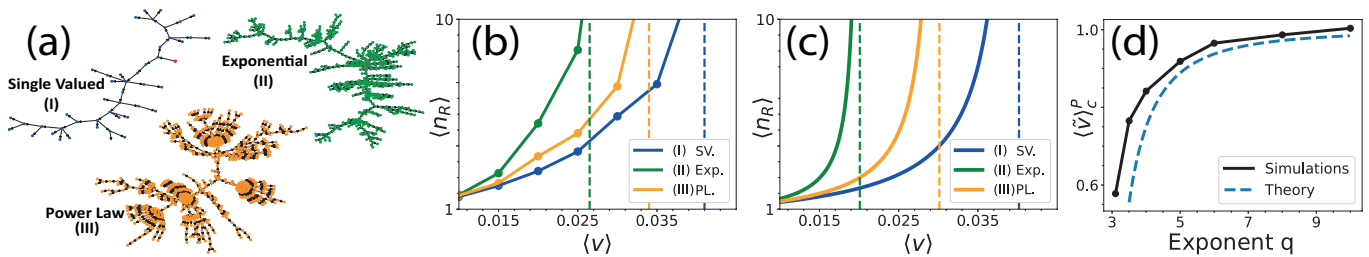 (a)
Single Valued
(I)
Exponential
(II)
Power Law
(III)
(b)
10
⟨n_R⟩
1
0.015
0.025
0.035
⟨v⟩
(I) SV.
(II) Exp.
(III) PL.
(c)
10
⟨n_R⟩
1
0.015
0.025
0.035
⟨v⟩
(I) SV.
(II) Exp.
(III) PL.
(d)
1.0
0.6
⟨ṽ⟩_c^P
3
5
7
9
Exponent q
Simulations
Theory